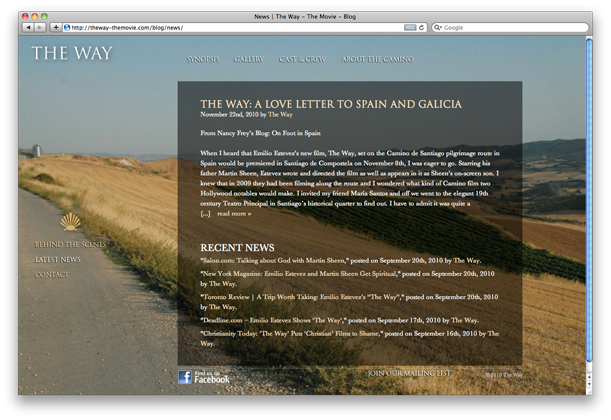 News | The Way – The Movie – Blog
http://theway-themovie.com/blog/news/
Google
THE WAY
SYNOPSIS GALLERY CAST & CREW ABOUT THE CAMINO
THE WAY: A LOVE LETTER TO SPAIN AND GALICIA
November 22nd, 2010 by The Way
From Nancy Frey's Blog: On Foot in Spain
When I heard that Emilio Estevez's new film, The Way, set on the Camino de Santiago pilgrimage route in
Spain would be premiered in Santiago de Compostela on November 8th, I was eager to go. Starring his
father Martin Sheen, Estevez wrote and directed the film as well as appears in it as Sheen's on-screen son. I
knew that in 2009 they had been filming along the route and I wondered what kind of Camino film two
Hollywood notables would make. I invited my friend María Santos and off we went to the elegant 19th
century Teatro Principal in Santiago´s historical quarter to find out. I have to admit it was quite a
[...] read more »
BEHIND THE SCENES
LATEST NEWS
CONTACT
RECENT NEWS
"Salon.com: Talking about God with Martin Sheen," posted on September 20th, 2010 by The Way.
"New York Magazine: Emilio Estevez and Martin Sheen Get Spiritual," posted on September 20th, 2010
by The Way.
"Toronto Review | A Trip Worth Taking: Emilio Estevez's "The Way"," posted on September 20th, 2010
by The Way.
"Deadline.com – Emilio Estevez Shows 'The Way'," posted on September 17th, 2010 by The Way.
"Christianity Today: 'The Way' Puts 'Christian' Films to Shame," posted on September 16th, 2010 by The
Way.
Find us on
Facebook
JOIN OUR MAILING LIST
©2010 The Way